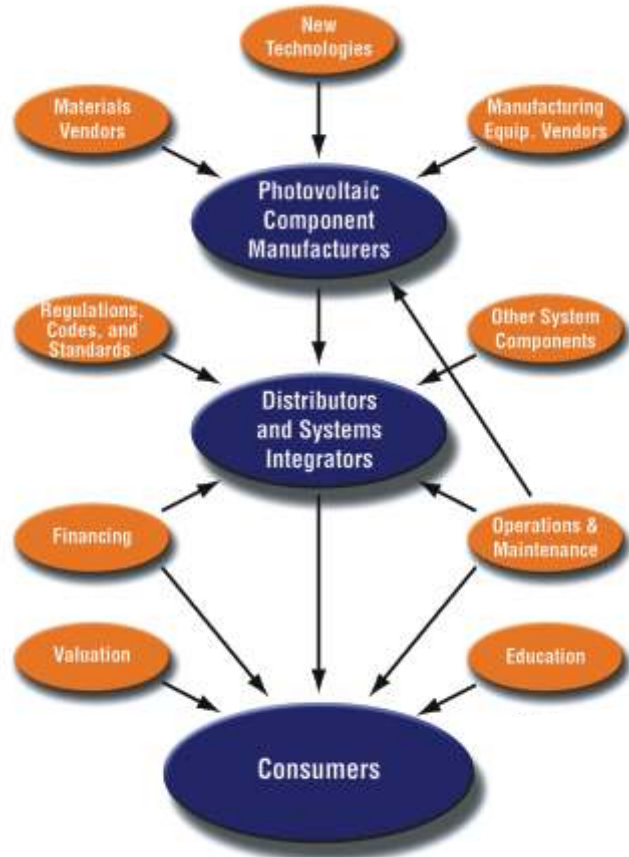 New
Technologies
Materials
Vendors
Manufacturing
Equip. Vendors
Photovoltaic
Component
Manufacturers
Regulations,
Codes, and
Standards
Other System
Components
Distributors
and Systems
Integrators
Financing
Operations &
Maintenance
Valuation
Education
Consumers